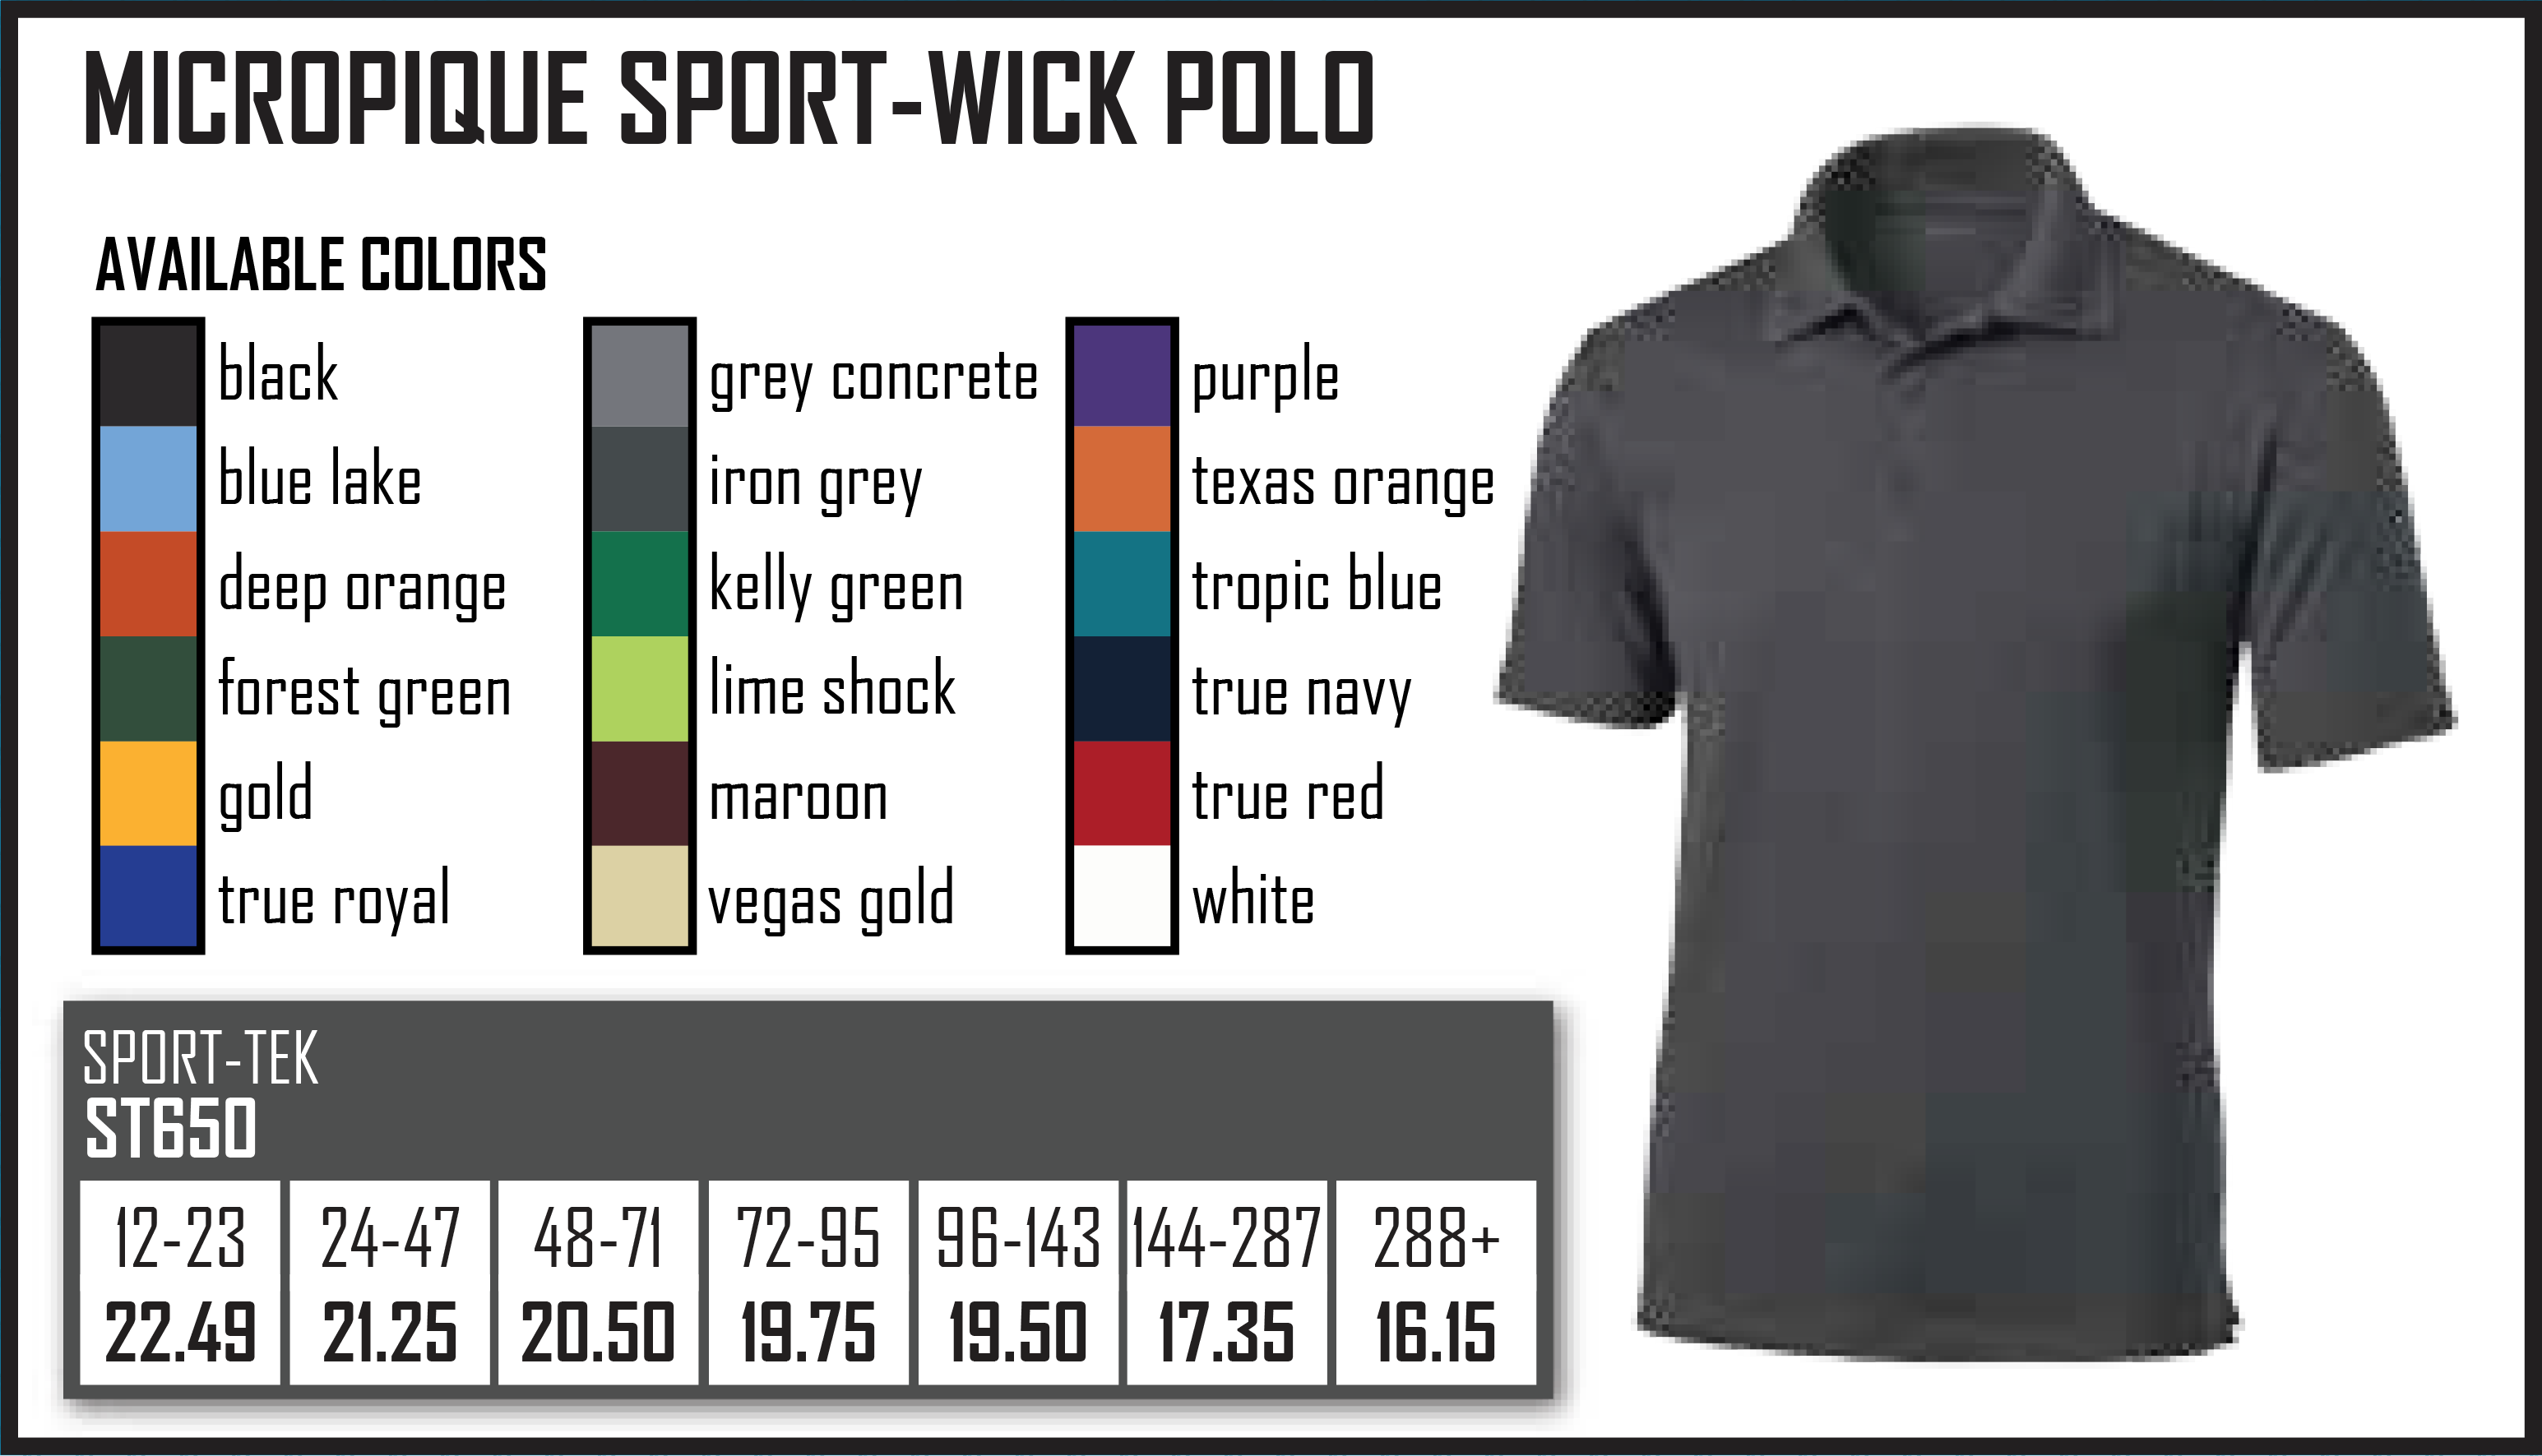 MICROPIQUE SPORT-WICK POLO
AVAILABLE COLORS
black
blue lake
deep orange
forest green
gold
true royal
grey concrete
iron grey
kelly green
lime shock
maroon
vegas gold
purple
texas orange
tropic blue
true navy
true red
white
SPORT-TEK
ST650
12-23 24-47 48-71 72-95 96-143 144-287 288+
22.49 21.25 20.50 19.75 19.50 17.35 16.15